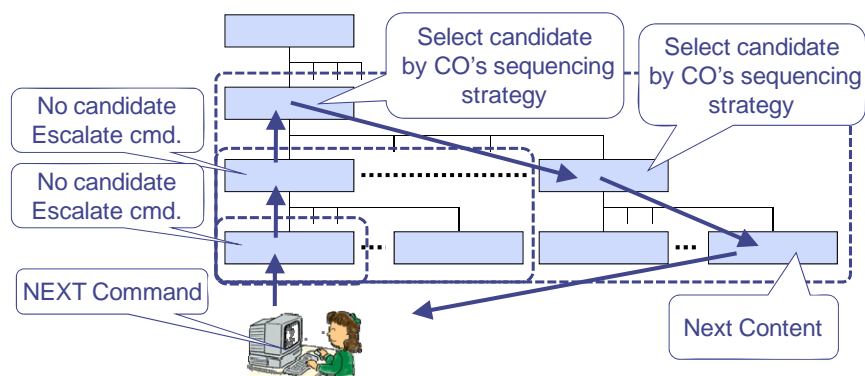 Select candidate
by CO's sequencing
strategy
Select candidate
by CO's sequencing
strategy
No candidate
Escalate cmd.
No candidate
Escalate cmd.
NEXT Command
Next Content